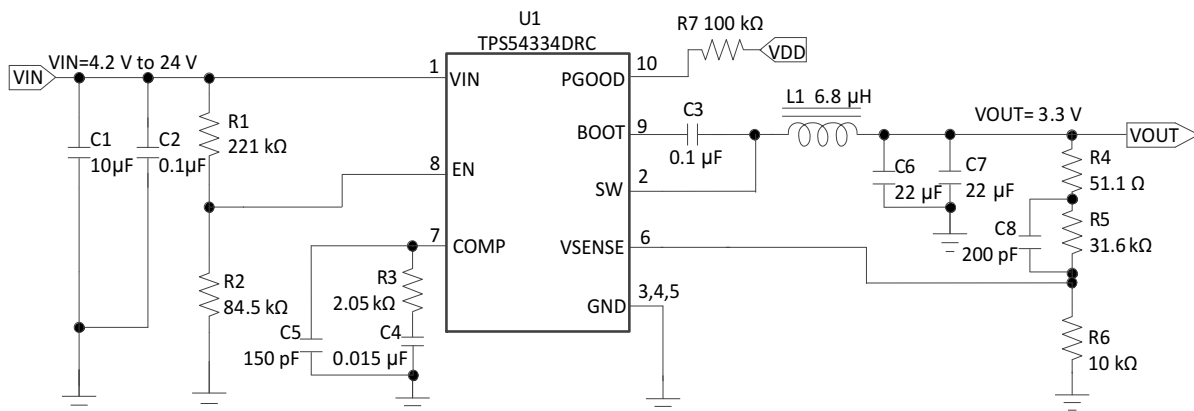 U1
TPS54334DRC
R7 100 kΩ
VDD
VIN
VIN=4.2 V to 24 V
1
VIN
PGOOD
10
C1
10µF
C2
0.1µF
R1
221 kΩ
8
EN
BOOT
9
C3
0.1 µF
L1 6.8 µH
VOUT= 3.3 V
VOUT
SW
2
C6
22 µF
C7
22 µF
R4
51.1 Ω
R5
31.6 kΩ
C8
200 pF
7
COMP
VSENSE
6
R2
84.5 kΩ
R3
2.05 kΩ
C5
150 pF
C4
0.015 µF
GND
3,4,5
R6
10 kΩ